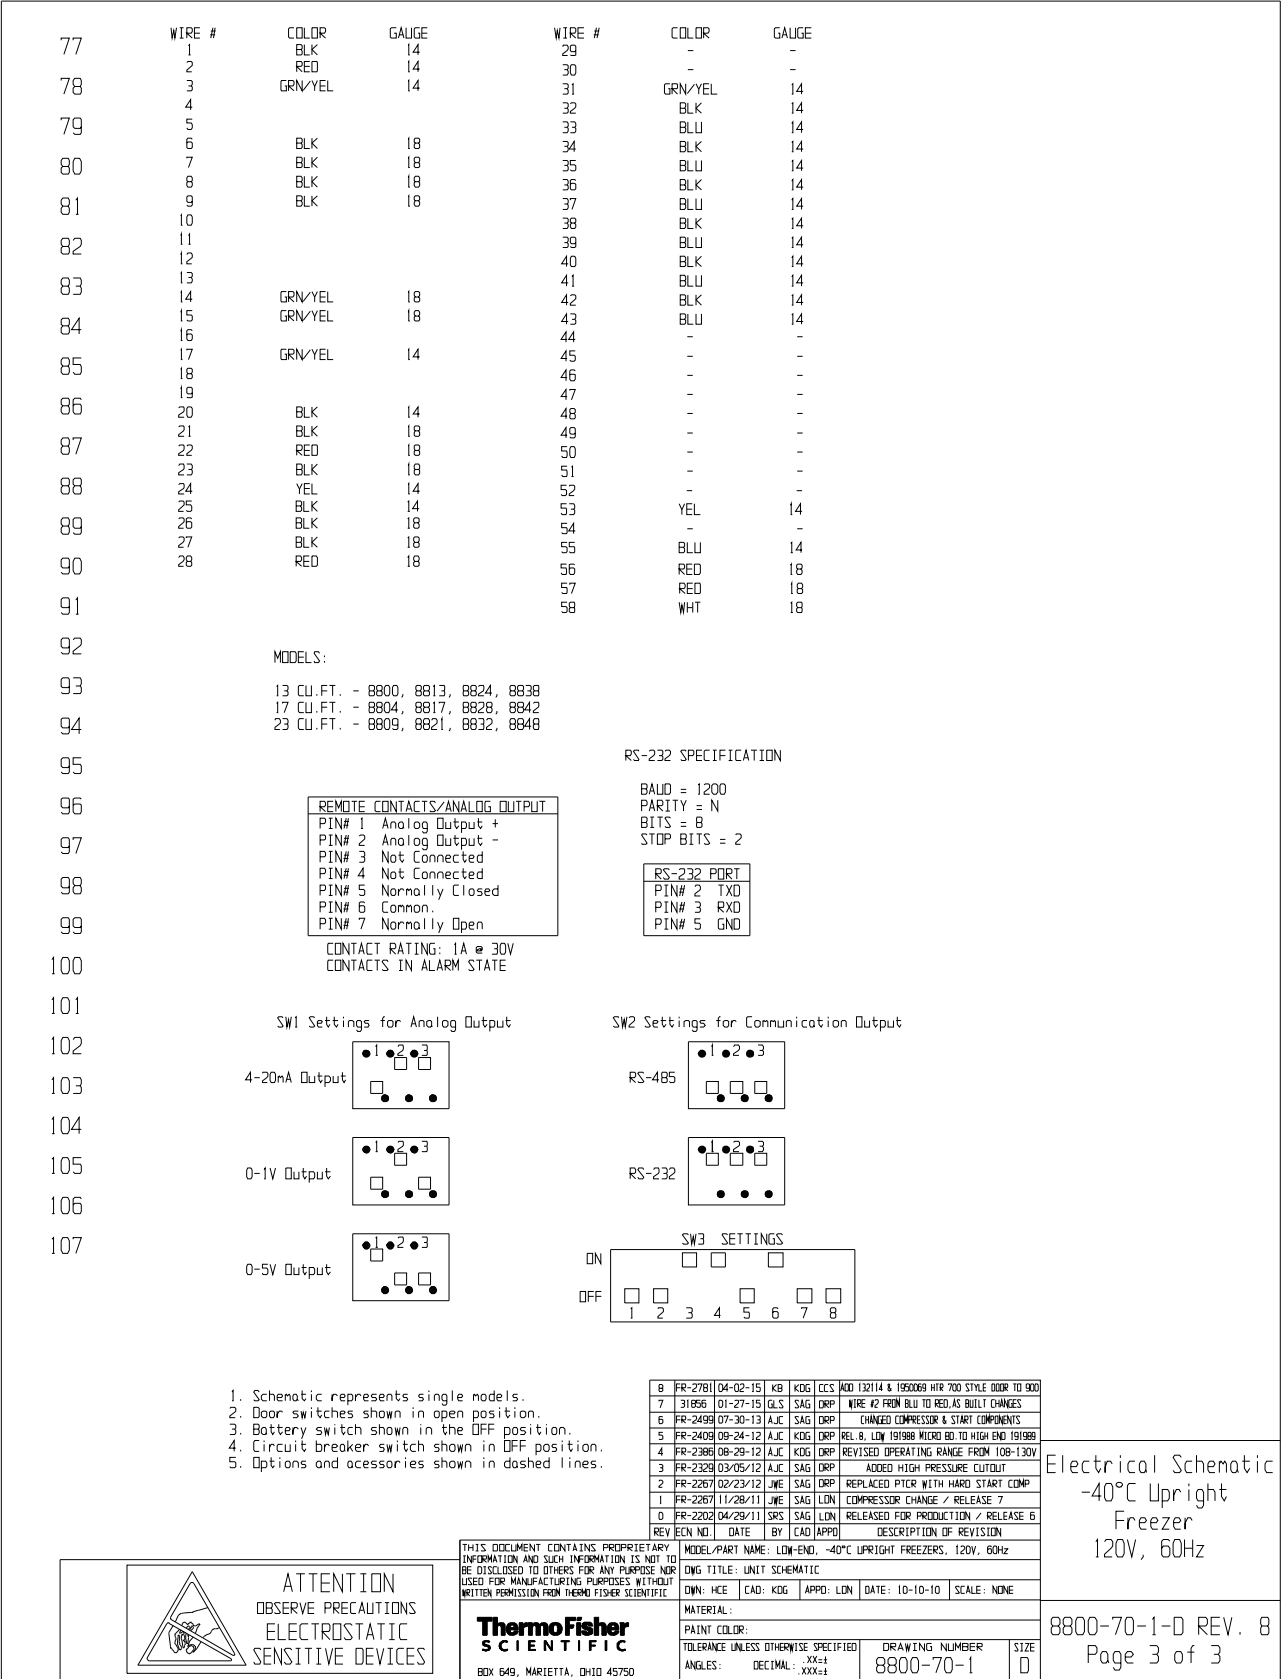 77
78
79
80
81
82
83
84
85
86
87
88
89
90
91
92
93
94
95
96
97
98
99
100
101
102
103
104
105
106
107
WIRE # COLOR GAUGE
1 BLK 14
2 RED 14
3 GRN/YEL 14
4
5
6 BLK 18
7 BLK 18
8 BLK 18
9 BLK 18
10
11
12
13
14 GRN/YEL 18
15 GRN/YEL 18
16
17 GRN/YEL 14
18
19
20 BLK 14
21 BLK 18
22 RED 18
23 BLK 18
24 YEL 14
25 BLK 14
26 BLK 18
27 BLK 18
28 RED 18
WIRE # COLOR GAUGE
29 - -
30 - -
31 GRN/YEL 14
32 BLK 14
33 BLU 14
34 BLK 14
35 BLU 14
36 BLK 14
37 BLU 14
38 BLK 14
39 BLU 14
40 BLK 14
41 BLU 14
42 BLK 14
43 BLU 14
44 - -
45 - -
46 - -
47 - -
48 - -
49 - -
50 - -
51 - -
52 - -
53 YEL 14
54 - -
55 BLU 14
56 RED 18
57 RED 18
58 WHT 18
MODELS:
13 CU.FT. - 8800, 8813, 8824, 8838
17 CU.FT. - 8804, 8817, 8828, 8842
23 CU.FT. - 8809, 8821, 8832, 8848
RS-232 SPECIFICATION
BAUD = 1200
PARITY = N
BITS = 8
STOP BITS = 2
REMOTE CONTACTS/ANALOG OUTPUT
PIN# 1 Analog Output +
PIN# 2 Analog Output -
PIN# 3 Not Connected
PIN# 4 Not Connected
PIN# 5 Normally Closed
PIN# 6 Common.
PIN# 7 Normally Open
CONTACT RATING: 1A @ 30V
CONTACTS IN ALARM STATE
RS-232 PORT
PIN# 2 TXD
PIN# 3 RXD
PIN# 5 GND
SW1 Settings for Analog Output
1 2 3
4-20mA Output
1 2 3
0-1V Output
1 2 3
0-5V Output
SW2 Settings for Communication Output
1 2 3
RS-485
1 2 3
RS-232
SW3 SETTINGS
ON
OFF
1 2 3 4 5 6 7 8
1. Schematic represents single models.
2. Door switches shown in open position.
3. Battery switch shown in the OFF position.
4. Circuit breaker switch shown in OFF position.
5. Options and acessories shown in dashed lines.
8 FR-2781 04-02-15 KB KDG CCS ADD 132114 & 1950069 HTR 700 STYLE DOOR TO 900
7 31856 01-27-15 GLS SAG DRP WIRE #2 FROM BLU TO RED, AS BUILT CHANGES
6 FR-2499 07-30-13 AJC SAG DRP CHANGED COMPRESSOR & START COMPONENTS
5 FR-2409 09-24-12 AJC KDG DRP REL.8, LOW 191988 MICRO BD.TO HIGH END 191989
4 FR-2386 08-29-12 AJC KDG DRP REVISED OPERATING RANGE FROM 108-130V
3 FR-2329 03/05/12 AJC SAG DRP ADDED HIGH PRESSURE CUTOUT
2 FR-2267 02/23/12 JWE SAG DRP REPLACED PTCR WITH HARD START COMP
1 FR-2267 11/28/11 JWE SAG LDN COMPRESSOR CHANGE / RELEASE 7
0 FR-2202 04/29/11 SRS SAG LDN RELEASED FOR PRODUCTION / RELEASE 6
REV ECN NO. DATE BY CAD APPD DESCRIPTION OF REVISION
THIS DOCUMENT CONTAINS PROPRIETARY
INFORMATION AND SUCH INFORMATION IS NOT TO
BE DISCLOSED TO OTHERS FOR ANY PURPOSE NOR
USED FOR MANUFACTURING PURPOSES WITHOUT
WRITTEN PERMISSION FROM THERMO FISHER SCIENTIFIC
MODEL/PART NAME: LOW-END, -40°C UPRIGHT FREEZERS, 120V, 60Hz
DWG TITLE: UNIT SCHEMATIC
DWN: HCE CAD: KDG APPD: LDN DATE: 10-10-10 SCALE: NONE
MATERIAL:
PAINT COLOR:
TOLERANCE UNLESS OTHERWISE SPECIFIED
ANGLES: DECIMAL: .XX=± .XXX=±
DRAWING NUMBER
8800-70-1
SIZE
D
ThermoFisher
SCIENTIFIC
BOX 649, MARIETTA, OHIO 45750
ATTENTION
OBSERVE PRECAUTIONS
ELECTROSTATIC
SENSITIVE DEVICES
Electrical Schematic
-40°C Upright
Freezer
120V, 60Hz
8800-70-1-D REV. 8
Page 3 of 3